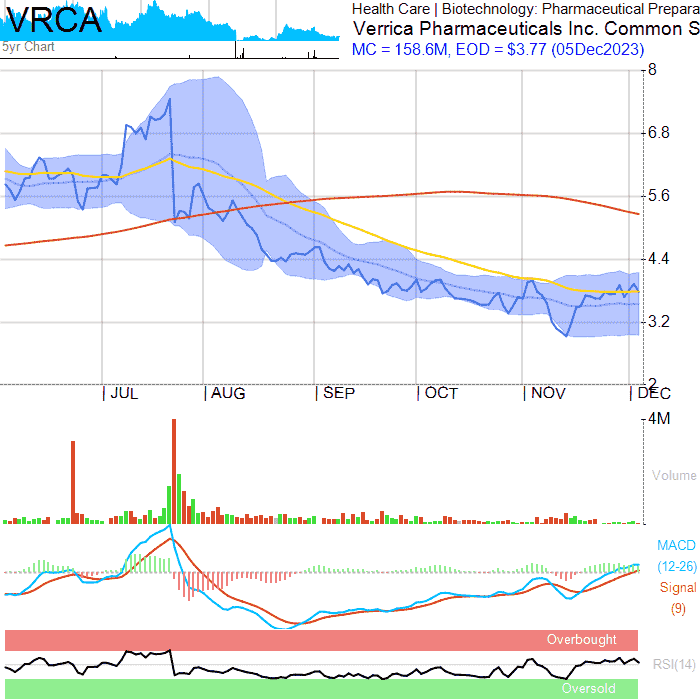 VRCA
5yr Chart
Health Care | Biotechnology: Pharmaceutical Prepara
Verrica Pharmaceuticals Inc. Common S
MC = 158.6M, EOD = $3.77 (05Dec2023)
8
6.8
5.6
4.4
3.2
2
JUL AUG SEP OCT NOV DEC
4M
Volume
MACD
(12-26)
Signal
(9)
Overbought
RSI(14)
Oversold